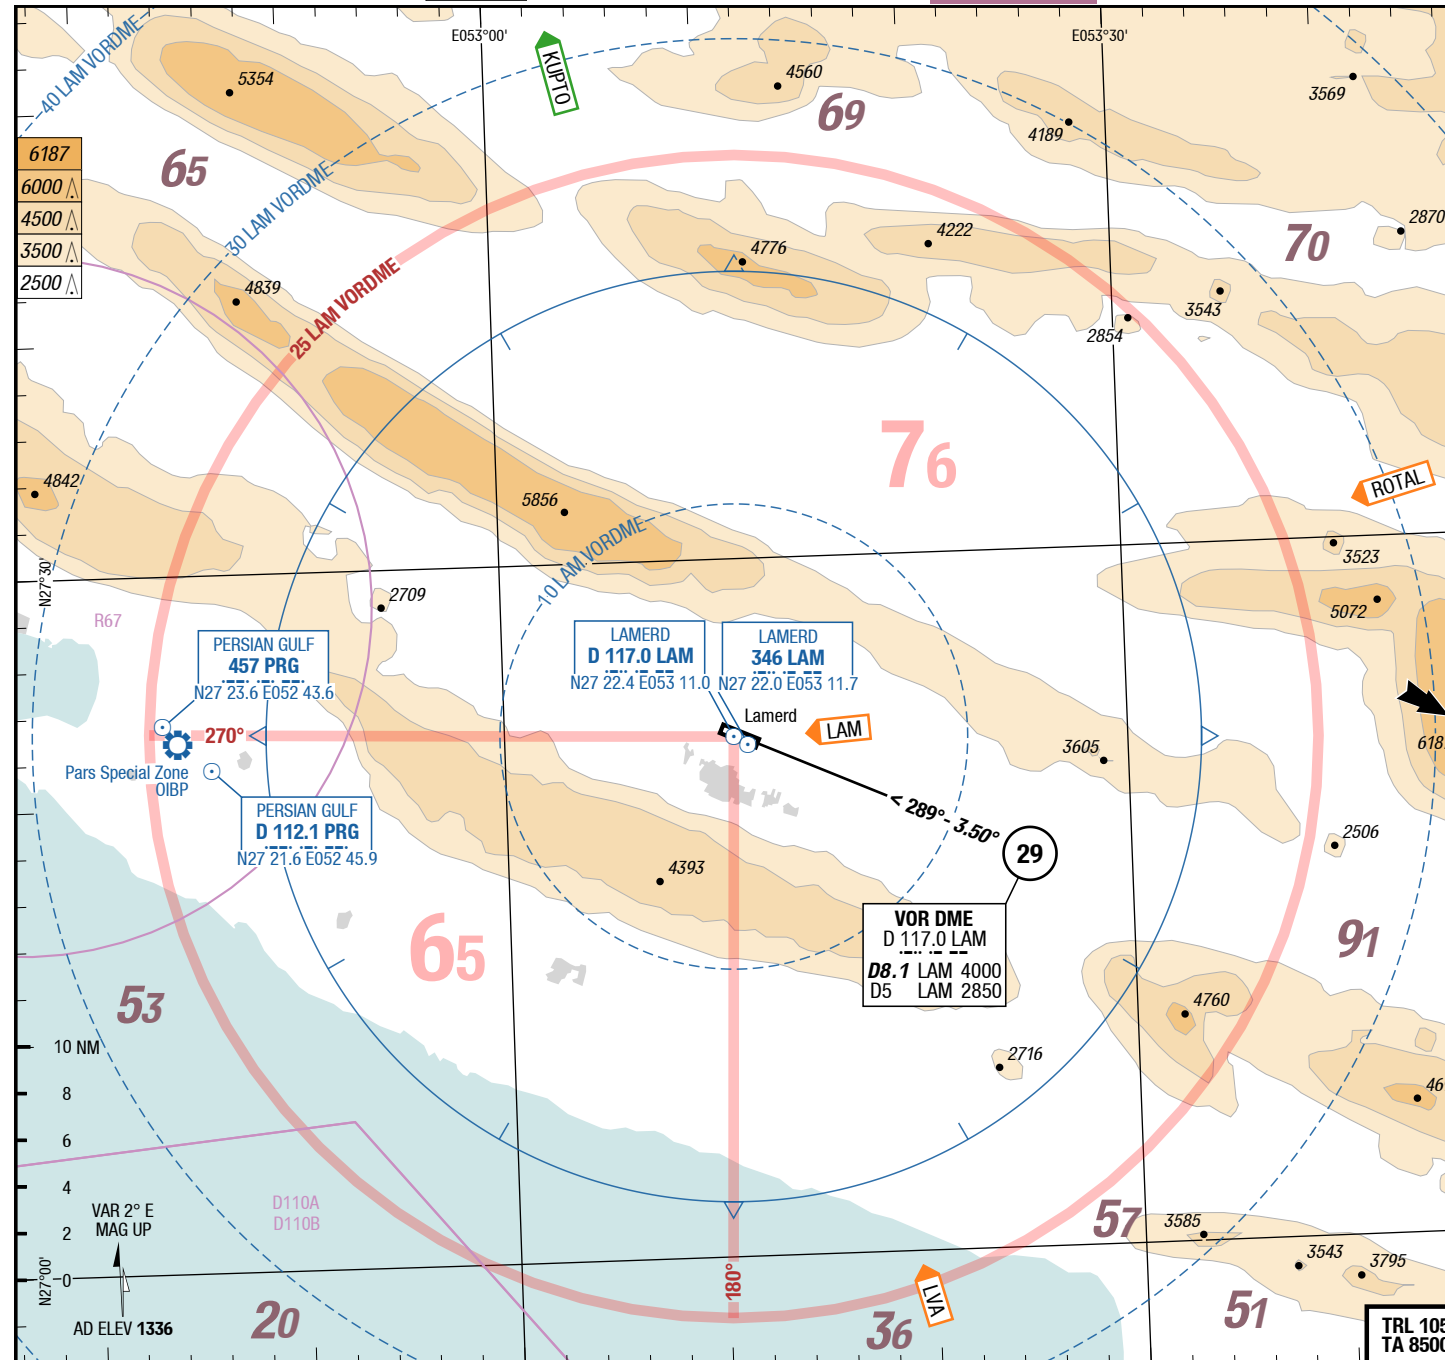 E053°00'
E053°30'
40 LAM VORDME
KUPTO
5354
4560
69
3569
4189
6187
6000
4500
3500
2500
65
30 LAM VORDME
2870
4222
70
4776
4839
25 LAM VORDME
3543
2854
76
4842
5856
ROTAL
10 LAM VORDME
3523
N27°30'
2709
5072
R67
PERSIAN GULF
457 PRG
N27 23.6 E052 43.6
LAMERD
D 117.0 LAM
N27 22.4 E053 11.0
LAMERD
346 LAM
N27 22.0 E053 11.7
Lamerd
LAM
270°
3605
Pars Special Zone
OIBP
PERSIAN GULF
D 112.1 PRG
N27 21.6 E052 45.9
< 289°- 3.50°
29
2506
4393
VOR DME
D 117.0 LAM
D8.1 LAM 4000
D5 LAM 2850
65
91
53
4760
10 NM
2716
8
6
4
2
0
D110A
D110B
VAR 2° E
MAG UP
57
3585
3543
3795
N27°00'
180°
LVA
20
36
51
AD ELEV 1336
TRL 105
TA 8500